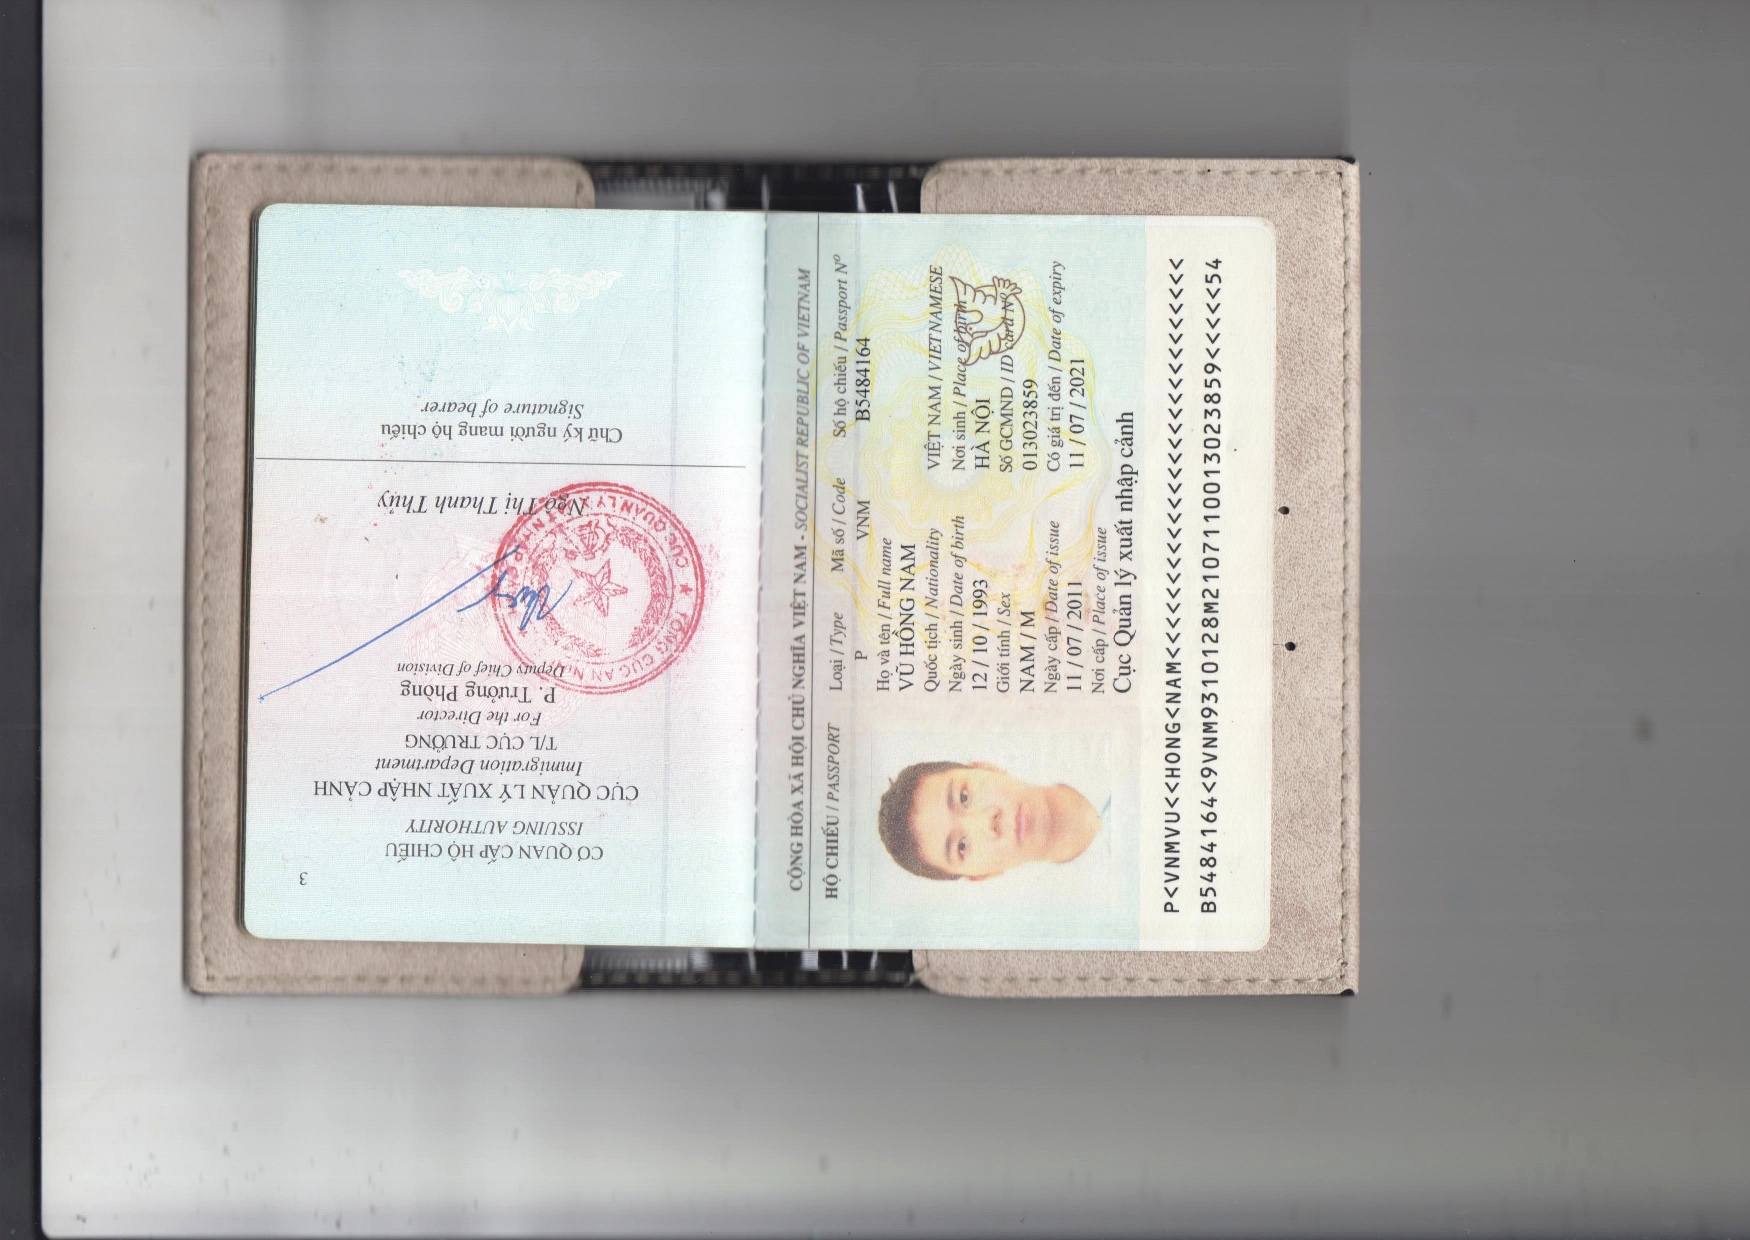 CỘNG HÒA XÃ HỘI CHỦ NGHĨA VIỆT NAM - SOCIALIST REPUBLIC OF VIETNAM
HỘ CHIẾU / PASSPORT
Loại / Type Mã số / Code Số hộ chiếu / Passport Nº
P VNM B5484164
Họ và tên / Full name
VŨ HỒNG NAM
Quốc tịch / Nationality VIỆT NAM / VIETNAMESE
Ngày sinh / Date of birth Nơi sinh / Place of birth
12 / 10 / 1993 HÀ NỘI
Giới tính / Sex Số GCMND / ID card Nº
NAM / M 013023859
Ngày cấp / Date of issue Có giá trị đến / Date of expiry
11 / 07 / 2011 11 / 07 / 2021
Nơi cấp / Place of issue
Cục Quản lý xuất nhập cảnh
P<VNMVU<<HONG<NAM<<<<<<<<<<<<<<<<<<<<<<<<<<<
B5484164<9VNM9310128M2107110013023859<<<<<54
3
CƠ QUAN CẤP HỘ CHIẾU
ISSUING AUTHORITY
CỤC QUẢN LÝ XUẤT NHẬP CẢNH
Immigration Department
T/L CỤC TRƯỞNG
For the Director
P. Trưởng Phòng
Deputy Chief of Division
TỔNG CỤC AN NINH
CỤC QUẢN LÝ
Ngô Thị Thanh Thủy
Chữ ký người mang hộ chiếu
Signature of bearer